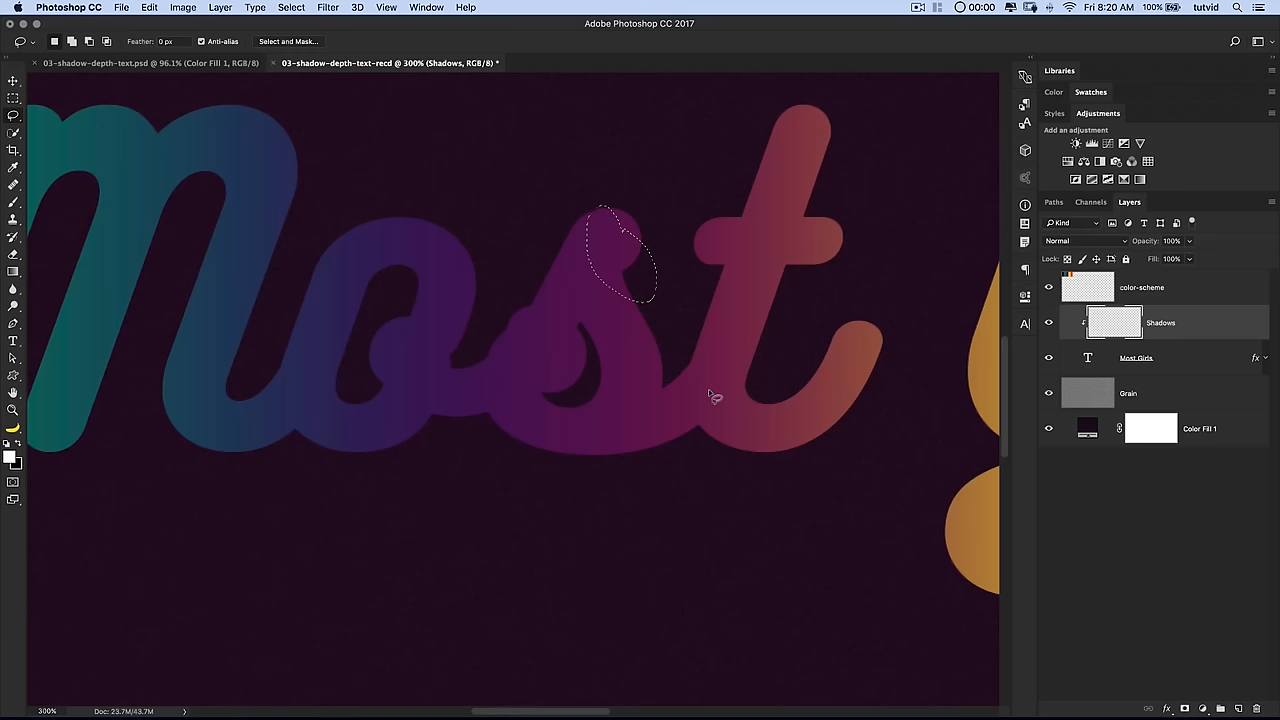 Photoshop CC File Edit Image Layer Type Select Filter 3D View Window Help 00:00 100% Fri 8:20 AM tutvid
Adobe Photoshop CC 2017
Feather: 0 px Anti-alias Select and Mask...
03-shadow-depth-text.psd @ 96.1% (Color Fill 1, RGB/8) 03-shadow-depth-text-recd @ 300% (Shadows, RGB/8) *
Libraries
Color Swatches
Styles Adjustments
Add an adjustment
Paths Channels Layers
Kind
Normal Opacity: 100%
Lock: Fill: 100%
color-scheme
Shadows
Most Girls fx
Grain
Color Fill 1
Most
300% Doc: 23.7M/43.7M
fx